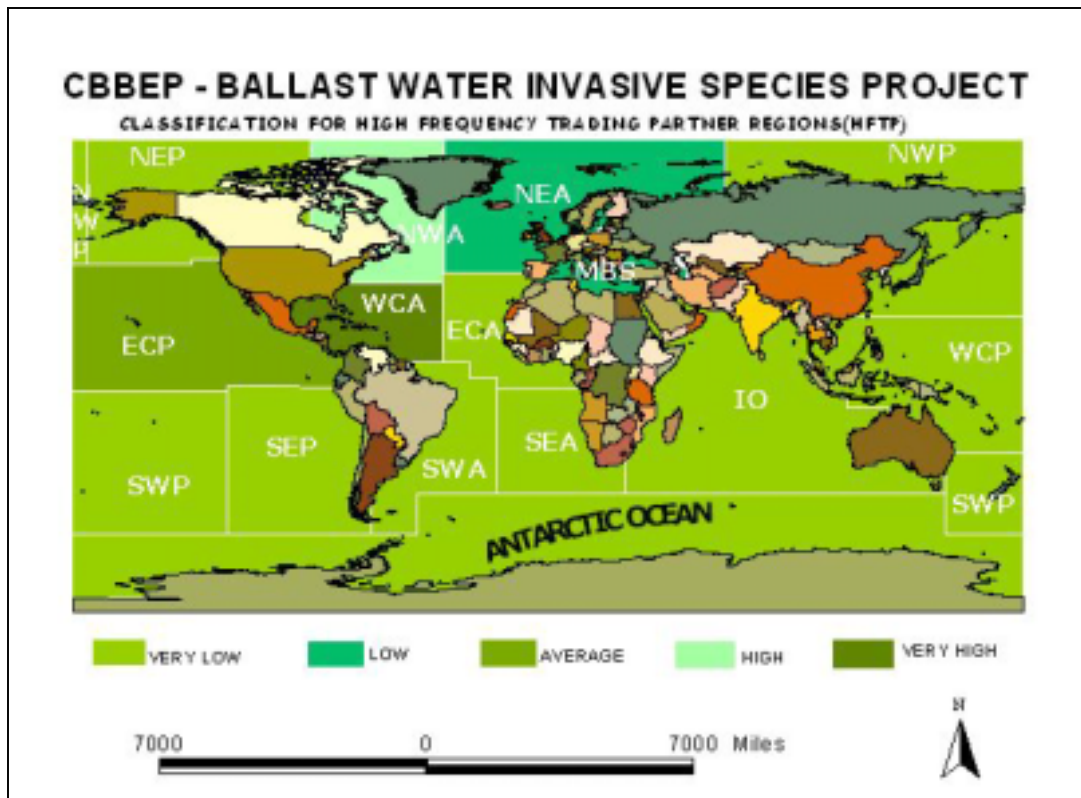 CBBEP - BALLAST WATER INVASIVE SPECIES PROJECT
CLASSIFICATION FOR HIGH FREQUENCY TRADING PARTNER REGIONS(HFTP)
NEP
NWP
N
W
P
NEA
NWA
MBS
WCA
ECA
ECP
WCP
IO
SEP
SWA
SEA
SWP
SWP
ANTARCTIC OCEAN
VERY LOW
LOW
AVERAGE
HIGH
VERY HIGH
N
7000 0 7000 Miles